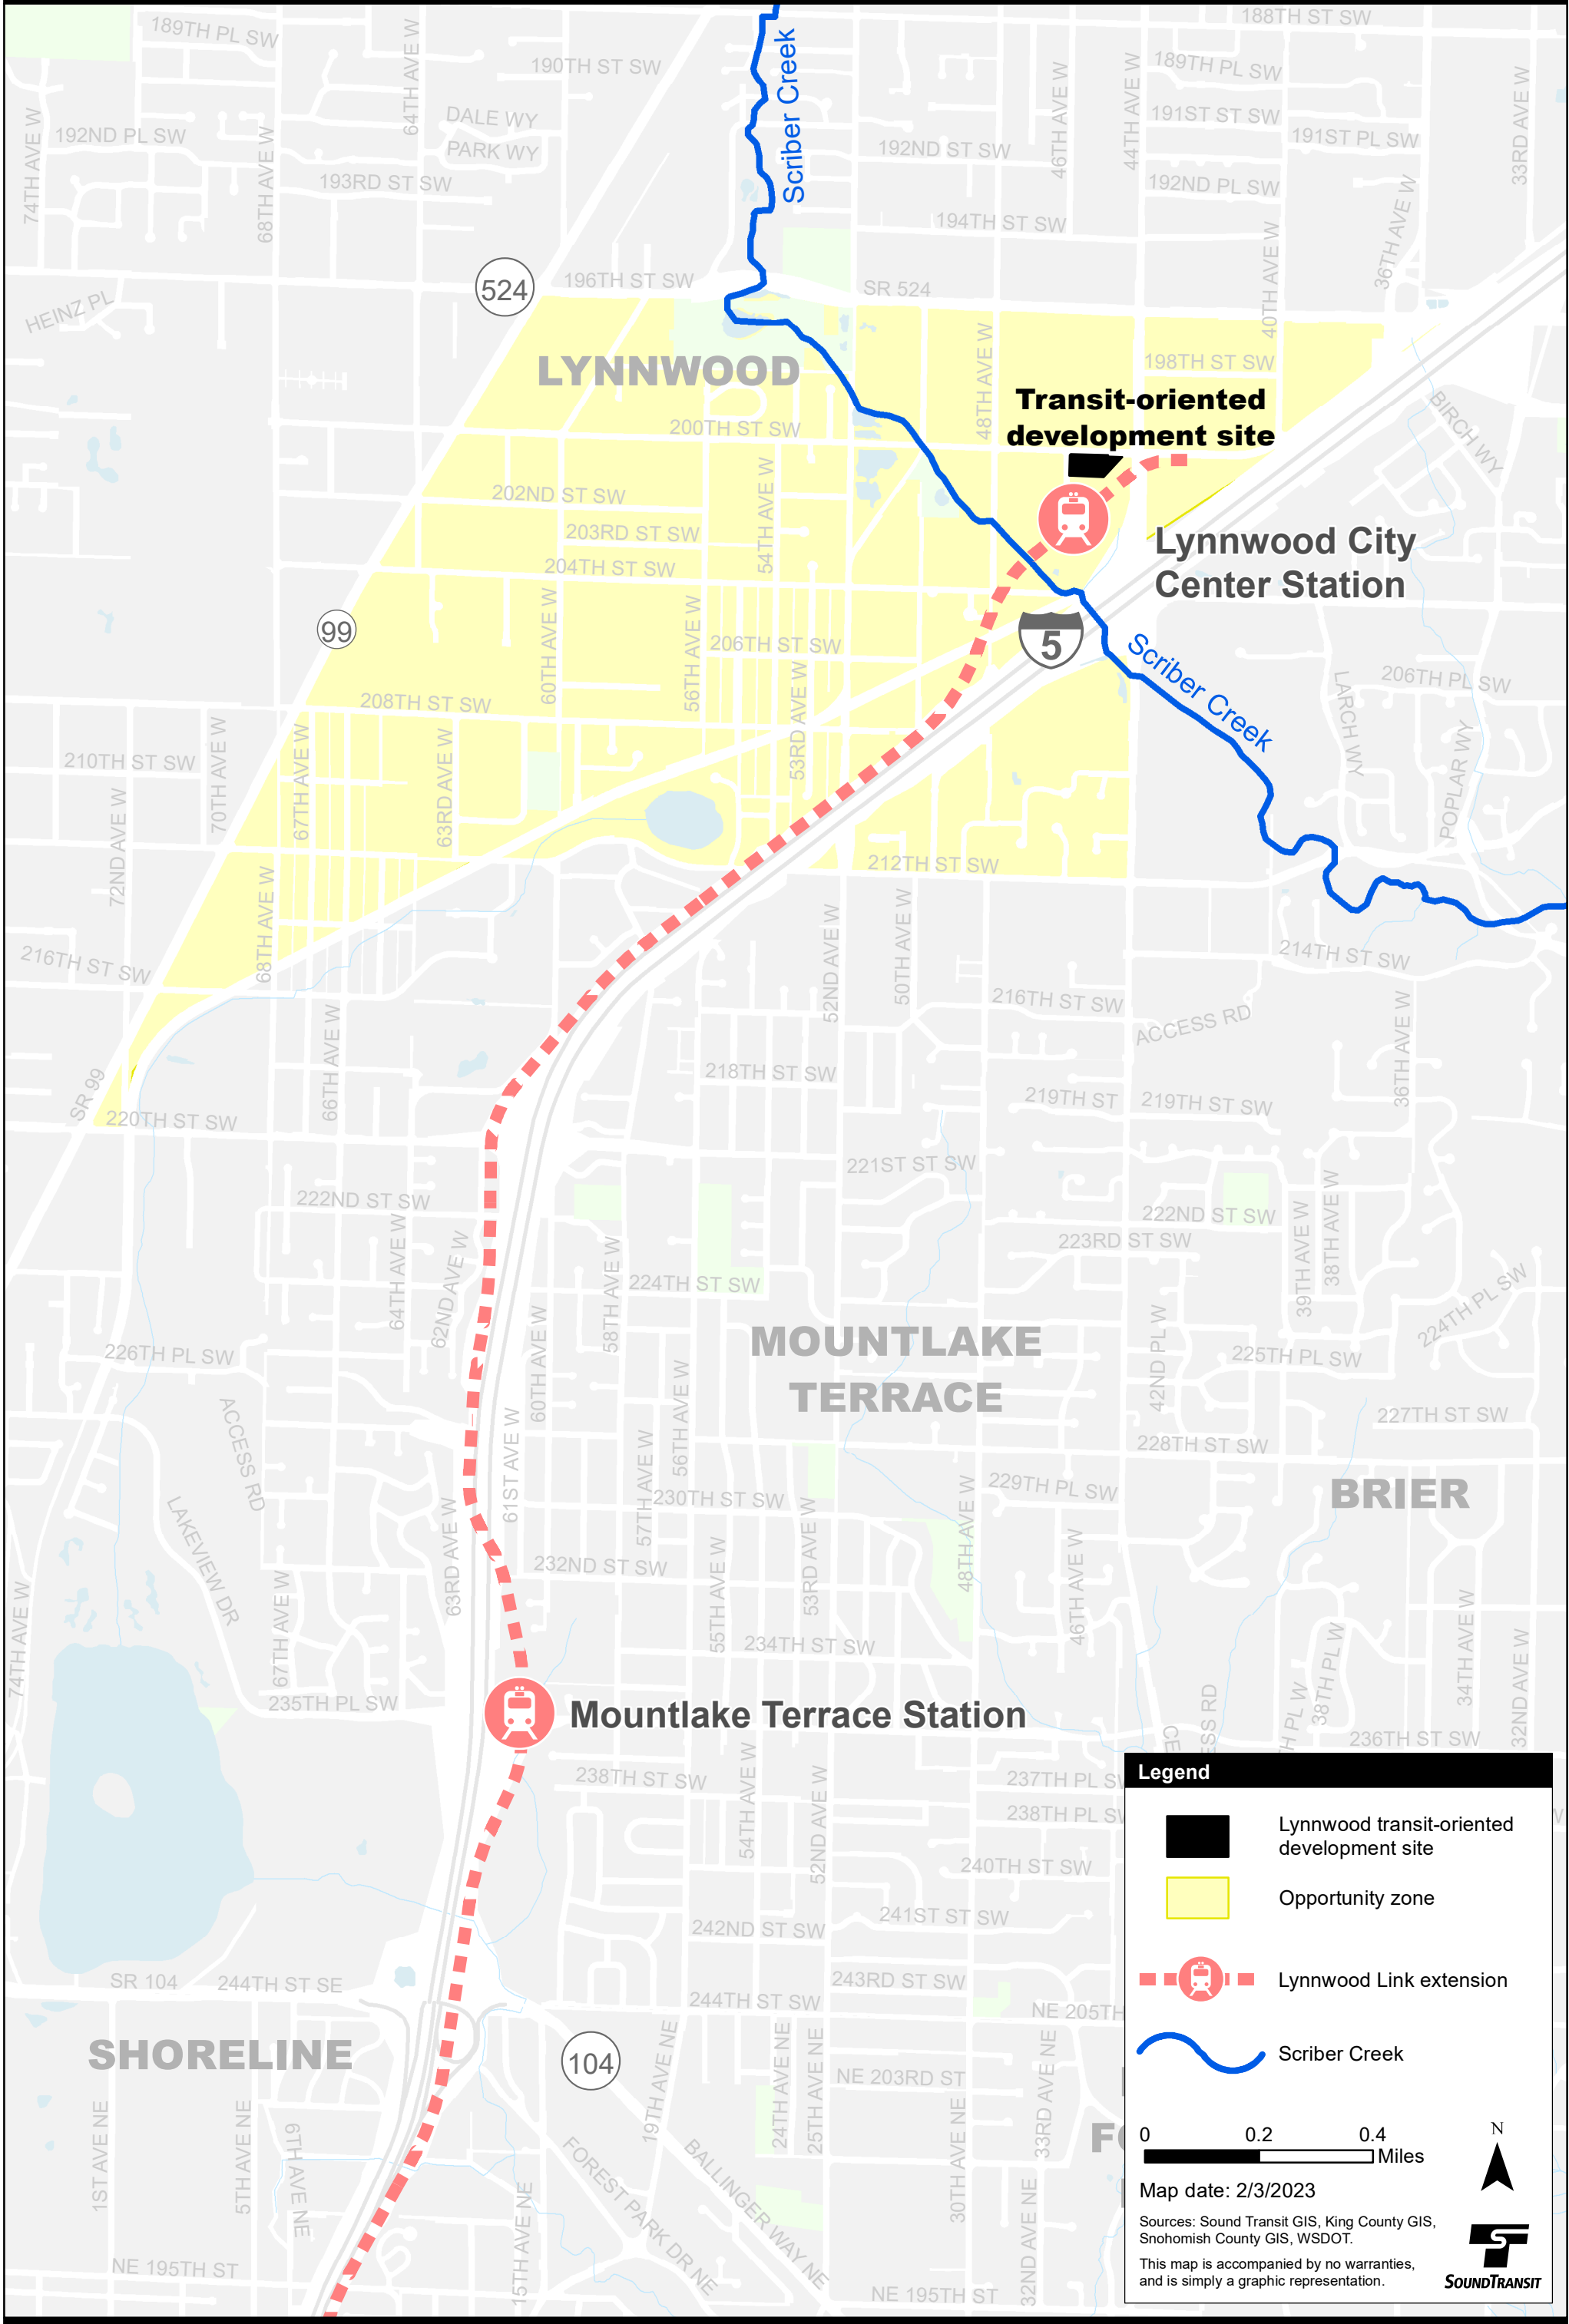 188TH ST SW
189TH PL SW
190TH ST SW
64TH AVE W
Scriber Creek
46TH AVE W
44TH AVE W
189TH PL SW
33RD AVE W
74TH AVE W
192ND PL SW
68TH AVE W
DALE WY
PARK WY
193RD ST SW
192ND ST SW
191ST ST SW
191ST PL SW
192ND PL SW
194TH ST SW
36TH AVE W
40TH AVE W
HEINZ PL
524
196TH ST SW
SR 524
LYNNWOOD
48TH AVE W
198TH ST SW
Transit-oriented
development site
BIRCH WY
200TH ST SW
54TH AVE W
202ND ST SW
203RD ST SW
204TH ST SW
Lynnwood City
Center Station
99
60TH AVE W
56TH AVE W
206TH ST SW
5
Scriber Creek
LARCH WY
206TH PL SW
208TH ST SW
53RD AVE W
210TH ST SW
70TH AVE W
67TH AVE W
63RD AVE W
POPLAR WY
72ND AVE W
212TH ST SW
68TH AVE W
52ND AVE W
50TH AVE W
216TH ST SW
214TH ST SW
216TH ST SW
ACCESS RD
36TH AVE W
66TH AVE W
218TH ST SW
219TH ST
219TH ST SW
SR 99
220TH ST SW
221ST ST SW
222ND ST SW
64TH AVE W
62ND AVE W
58TH AVE W
222ND ST SW
223RD ST SW
39TH AVE W
38TH AVE W
224TH ST SW
224TH PL SW
MOUNTLAKE
TERRACE
226TH PL SW
60TH AVE W
56TH AVE W
42ND PL W
225TH PL SW
ACCESS RD
61ST AVE W
57TH AVE W
227TH ST SW
228TH ST SW
BRIER
LAKEVIEW DR
230TH ST SW
229TH PL SW
63RD AVE W
232ND ST SW
55TH AVE W
53RD AVE W
48TH AVE W
46TH AVE W
74TH AVE W
67TH AVE W
234TH ST SW
38TH PL W
34TH AVE W
32ND AVE W
235TH PL SW
Mountlake Terrace Station
236TH ST SW
238TH ST SW
54TH AVE W
52ND AVE W
237TH PL
238TH PL
240TH ST SW
242ND ST SW
241ST ST SW
SR 104
244TH ST SE
243RD ST SW
244TH ST SW
NE 205TH
SHORELINE
104
19TH AVE NE
24TH AVE NE
25TH AVE NE
NE 203RD ST
33RD AVE NE
1ST AVE NE
5TH AVE NE
6TH AVE NE
15TH AVE NE
FOREST PARK DR NE
BALLINGER WAY NE
30TH AVE NE
32ND AVE NE
NE 195TH ST
NE 195TH ST
Legend
Lynnwood transit-oriented
development site
Opportunity zone
Lynnwood Link extension
Scriber Creek
0 0.2 0.4
Miles
N
Map date: 2/3/2023
Sources: Sound Transit GIS, King County GIS,
Snohomish County GIS, WSDOT.
This map is accompanied by no warranties,
and is simply a graphic representation.
SOUNDTRANSIT